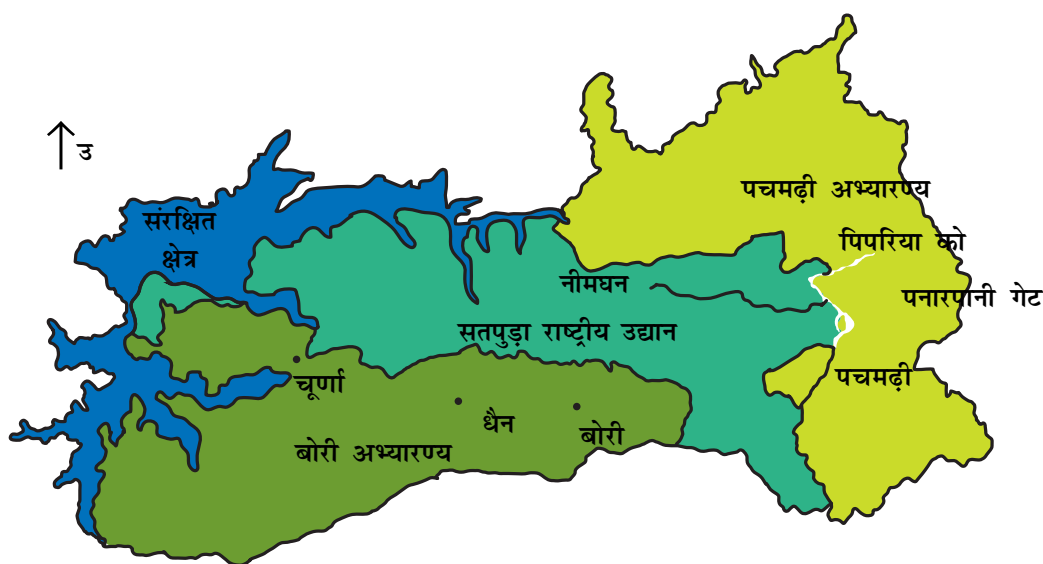 उ
पचमढ़ी अभ्यारण्य
संरक्षित
क्षेत्र
पिपरिया को
नीमघन
पनारपानी गेट
सतपुड़ा राष्ट्रीय उद्यान
चूर्णा
पचमढ़ी
धैन
बोरी
बोरी अभ्यारण्य